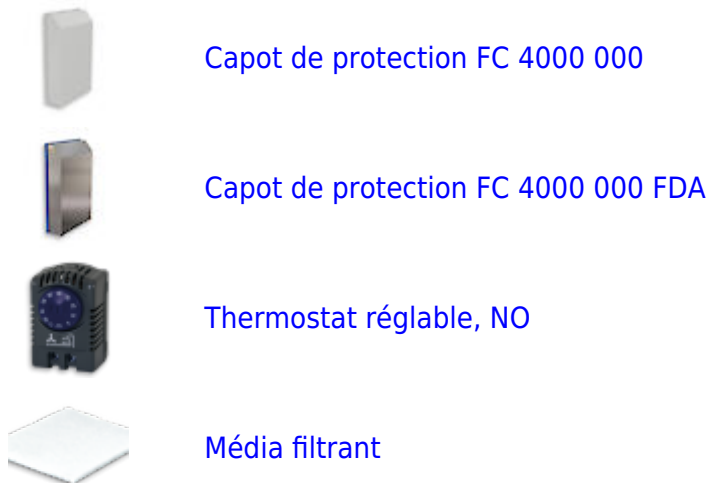 Capot de protection FC 4000 000
Capot de protection FC 4000 000 FDA
Thermostat réglable, NO
Média filtrant